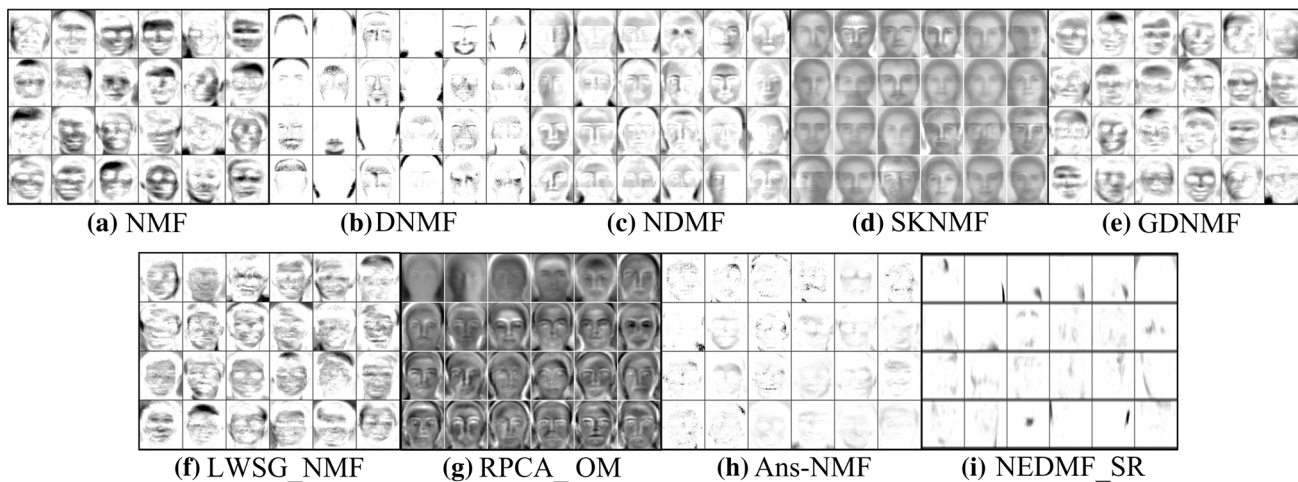 (a) NMF (b) DNMF (c) NDMF (d) SKNMF (e) GDNMF
(f) LWSG_NMF (g) RPCA_ OM (h) Ans-NMF (i) NEDMF_SR